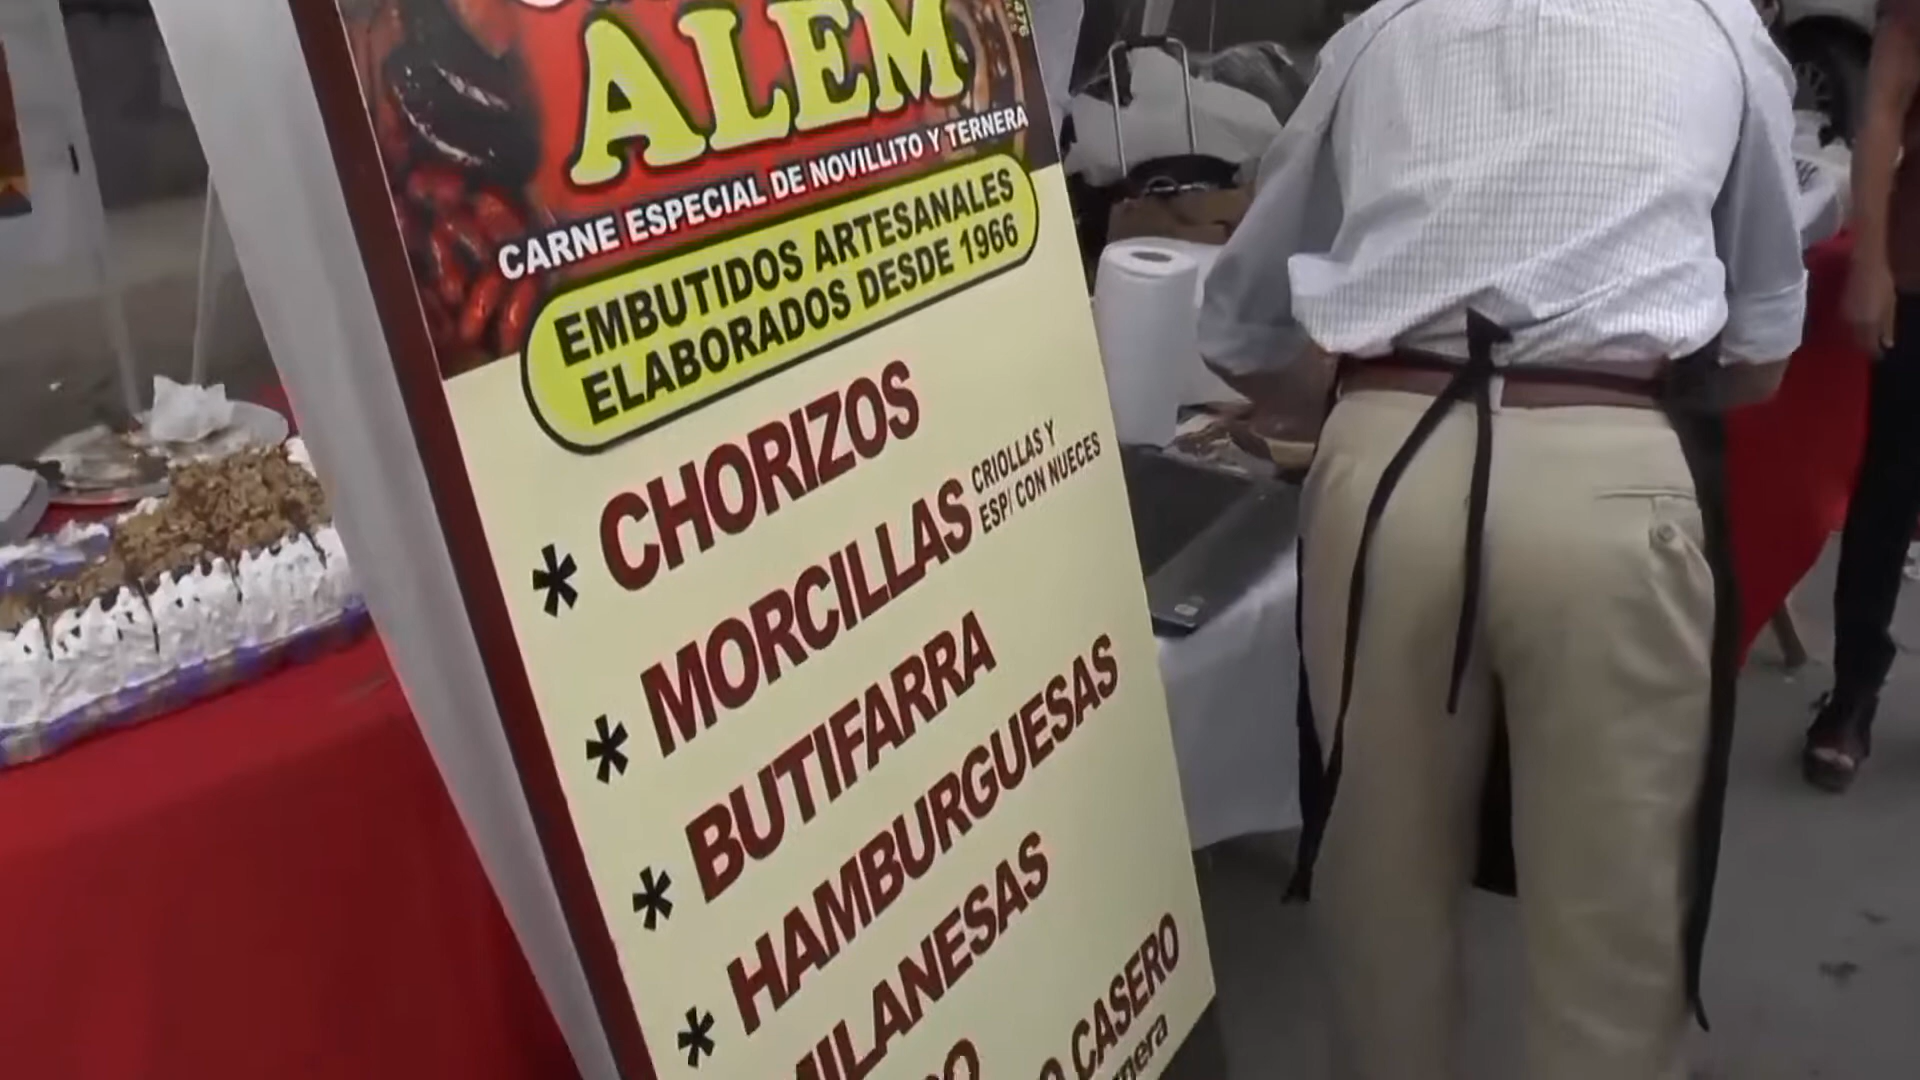 ALEM
CARNE ESPECIAL DE NOVILLITO Y TERNERA
EMBUTIDOS ARTESANALES
ELABORADOS DESDE 1966
* CHORIZOS
* MORCILLAS CRIOLLAS Y
ESP/ CON NUECES
* BUTIFARRA
* HAMBURGUESAS
MILANESAS
CASERO